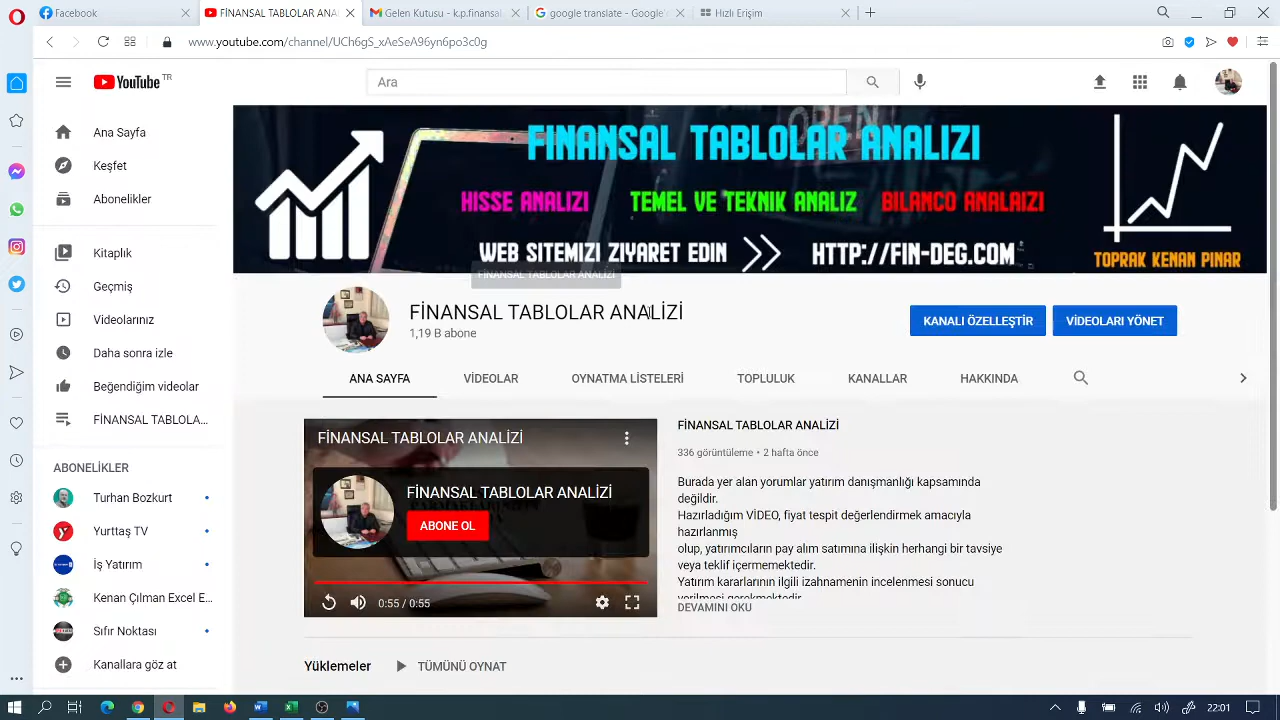 Facebook
FİNANSAL TABLOLAR ANALİZİ
Gelen Kutusu - k.p.finansal
google translate - Google'
Hızlı Erişim
www.youtube.com/channel/UCh6gS_xAeSeA96yn6po3c0g
YouTube TR
Ara
Ana Sayfa
Keşfet
Abonelikler
Kitaplık
Geçmiş
Videolarınız
Daha sonra izle
Beğendiğim videolar
FİNANSAL TABLOLA...
ABONELİKLER
Turhan Bozkurt
Yurttaş TV
İş Yatırım
Kenan Çılman Excel E...
Sıfır Noktası
Kanallara göz at
OPEN
FINANSAL TABLOLAR ANALIZI
HISSE ANALIZI TEMEL VE TEKNIK ANALIZ BILANCO ANALAIZI
WEB SITEMIZI ZIYARET EDIN >> HTTP://FIN-DEG.COM
TOPRAK KENAN PINAR
FİNANSAL TABLOLAR ANALİZİ
FİNANSAL TABLOLAR ANALİZİ
1,19 B abone
KANALI ÖZELLEŞTİR
VİDEOLARI YÖNET
ANA SAYFA
VİDEOLAR
OYNATMA LİSTELERİ
TOPLULUK
KANALLAR
HAKKINDA
FİNANSAL TABLOLAR ANALİZİ
FİNANSAL TABLOLAR ANALİZİ
ABONE OL
0:55 / 0:55
FİNANSAL TABLOLAR ANALİZİ
336 görüntüleme • 2 hafta önce
Burada yer alan yorumlar yatırım danışmanlığı kapsamında
değildir.
Hazırladığım VİDEO, fiyat tespit değerlendirmek amacıyla
hazırlanmış
olup, yatırımcıların pay alım satımına ilişkin herhangi bir tavsiye
veya teklif içermemektedir.
Yatırım kararlarının ilgili izahnamenin incelenmesi sonucu
verilmesi gerekmektedir.
DEVAMINI OKU
Yüklemeler
TÜMÜNÜ OYNAT
22:01